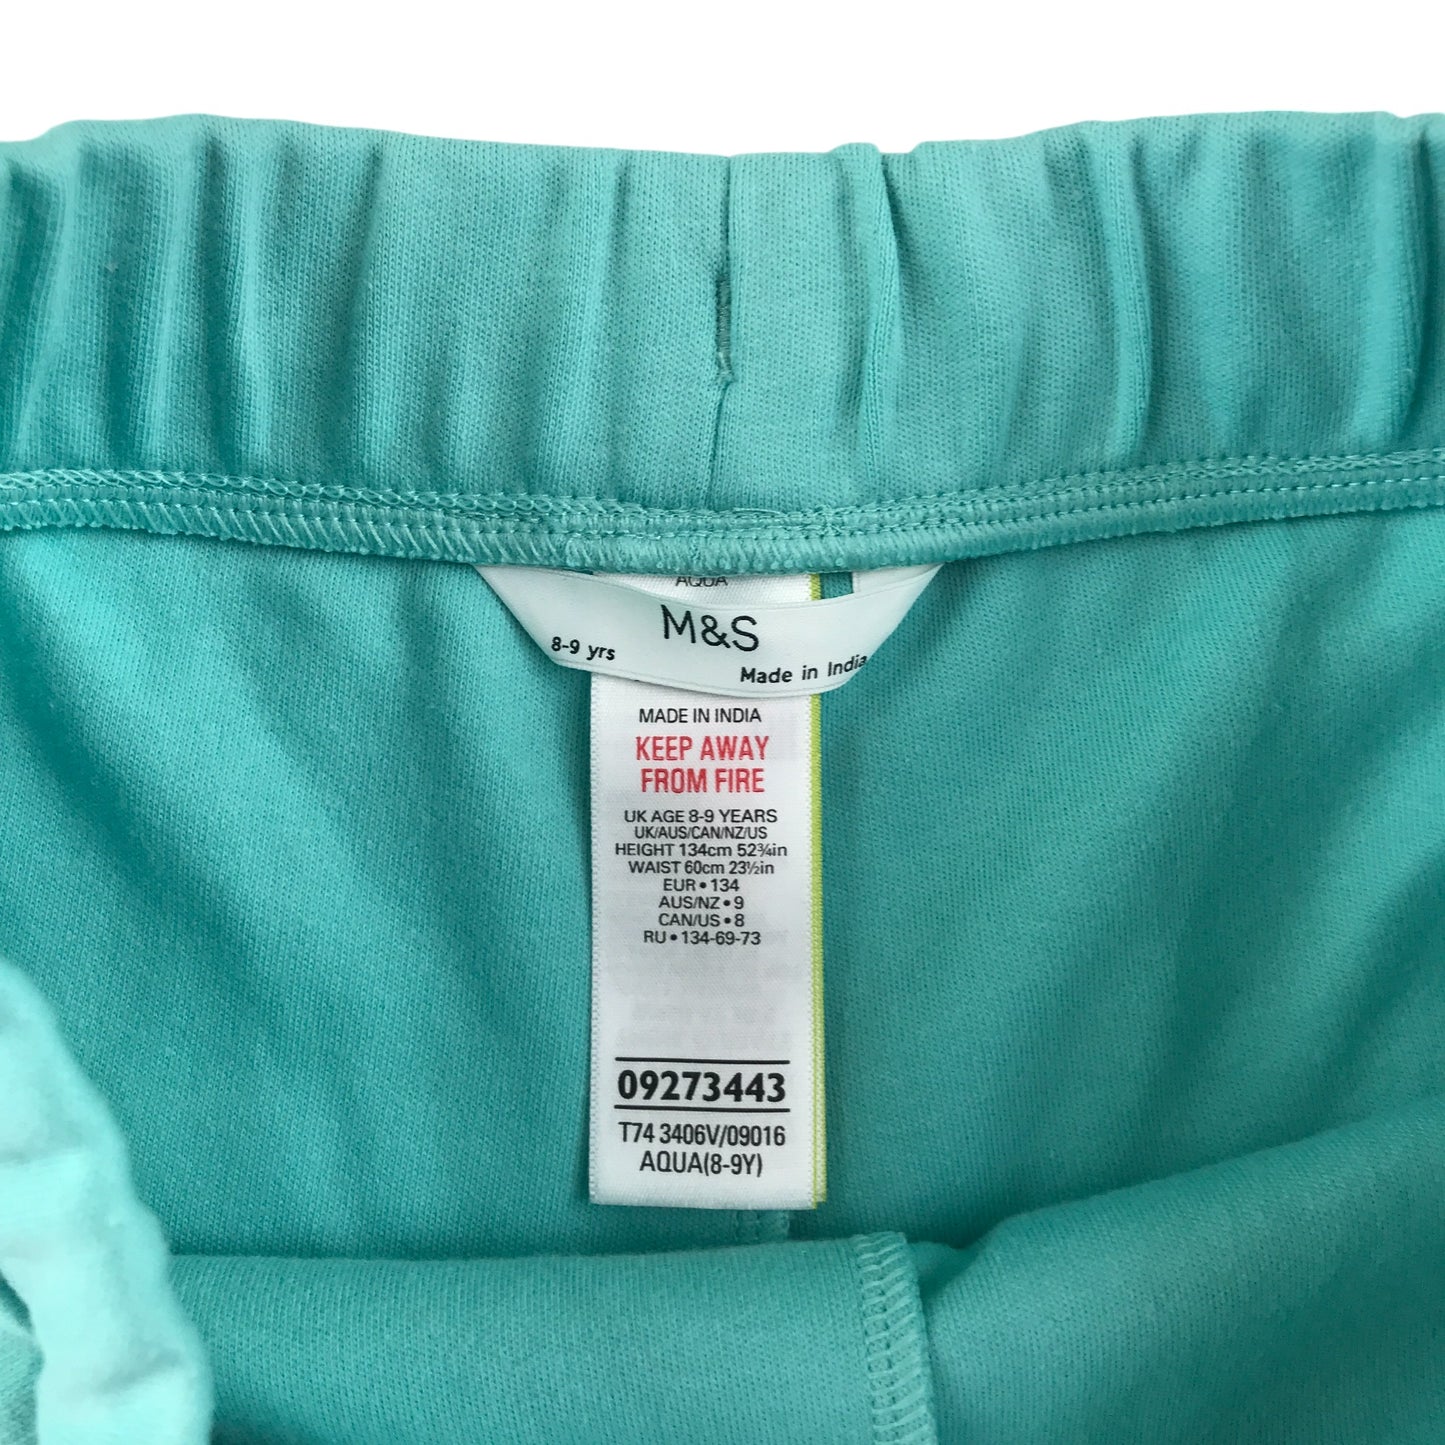 AQUA
M&S
8-9 yrs
Made in India
MADE IN INDIA
KEEP AWAY
FROM FIRE
UK AGE 8-9 YEARS
UK/AUS/CAN/NZ/US
HEIGHT 134cm 52¾in
WAIST 60cm 23½in
EUR • 134
AUS/NZ • 9
CAN/US • 8
RU • 134-69-73
09273443
T74 3406V/09016
AQUA(8-9Y)